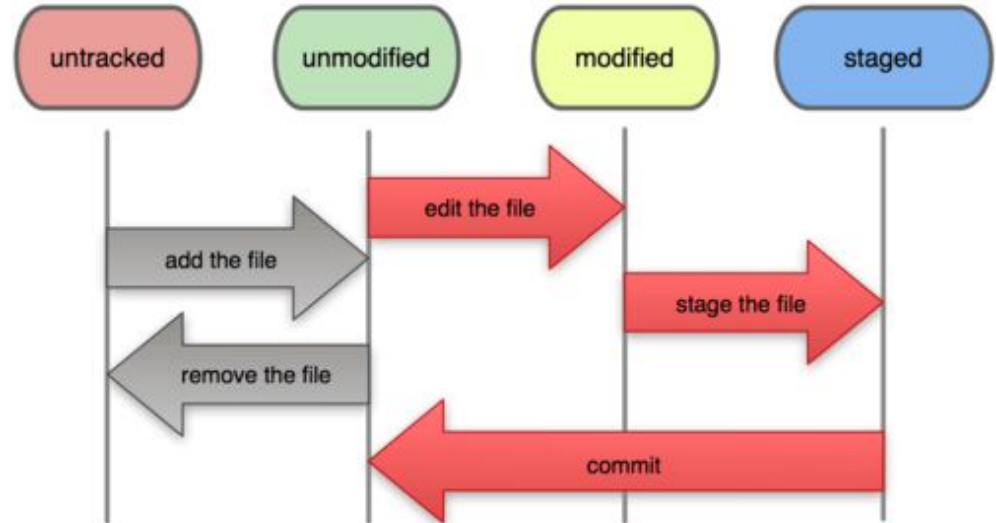 untracked
unmodified
modified
staged
edit the file
add the file
stage the file
remove the file
commit